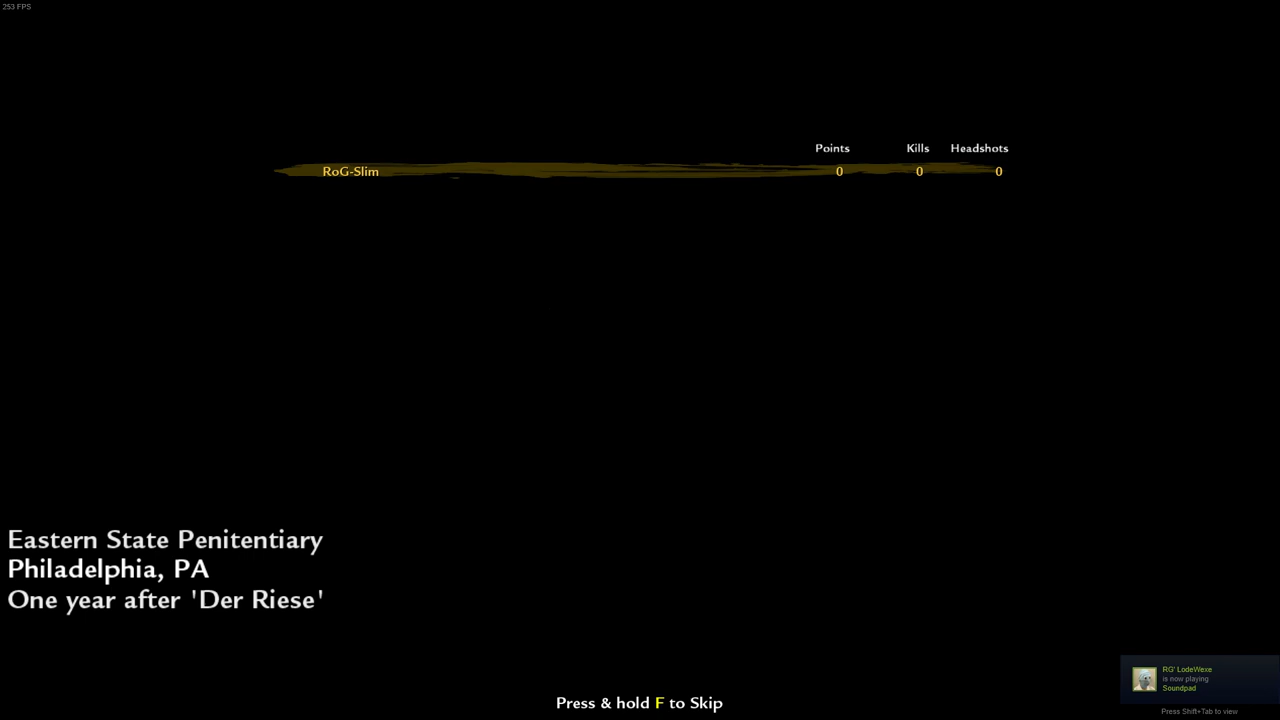 253 FPS
Points Kills Headshots
RoG-Slim 0 0 0
Eastern State Penitentiary
Philadelphia, PA
One year after 'Der Riese'
RG' LodeWexe
is now playing
Soundpad
Press & hold F to Skip
Press Shift+Tab to view